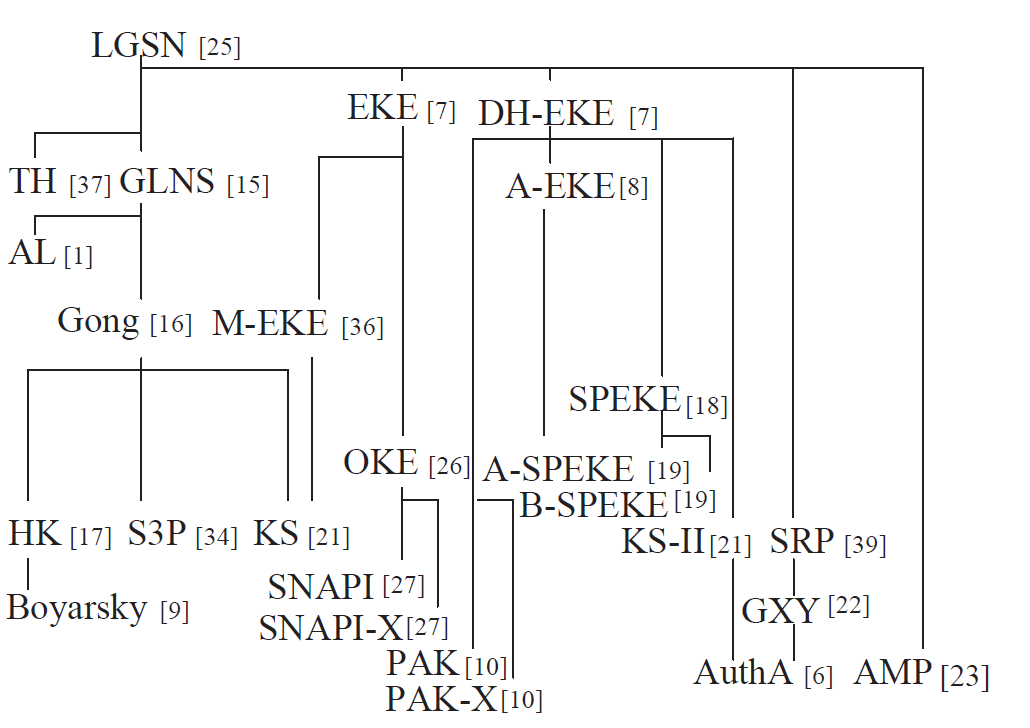 LGSN [25]
EKE [7] DH-EKE [7]
TH [37] GLNS [15] A-EKE [8]
AL [1]
Gong [16] M-EKE [36]
SPEKE [18]
OKE [26] A-SPEKE [19]
B-SPEKE [19]
HK [17] S3P [34] KS [21] KS-II [21] SRP [39]
SNAPI [27]
Boyarsky [9] GXY [22]
SNAPI-X [27]
PAK [10] AuthA [6] AMP [23]
PAK-X [10]